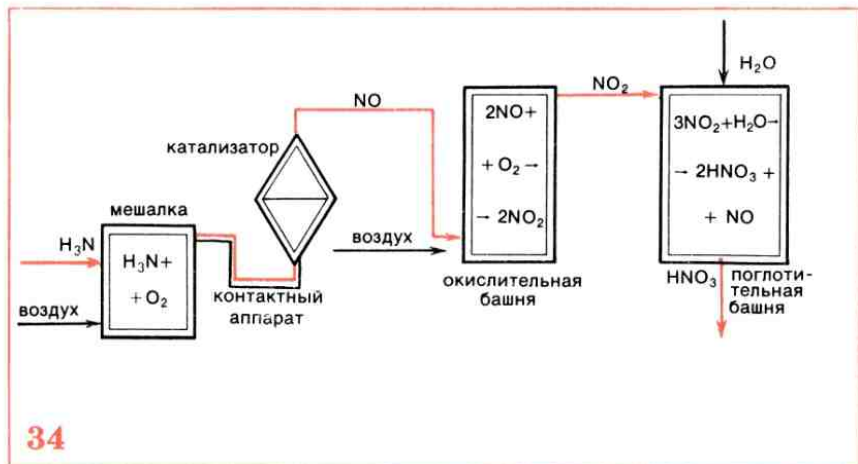 H₃N
воздух
мешалка
H₃N+
+O₂
контактный
аппарат
катализатор
NO
воздух
2NO+
+ O₂ →
→ 2NO₂
окислительная
башня
NO₂
H₂O
3NO₂+H₂O→
→ 2HNO₃ +
+ NO
HNO₃
поглоти-
тельная
башня
34